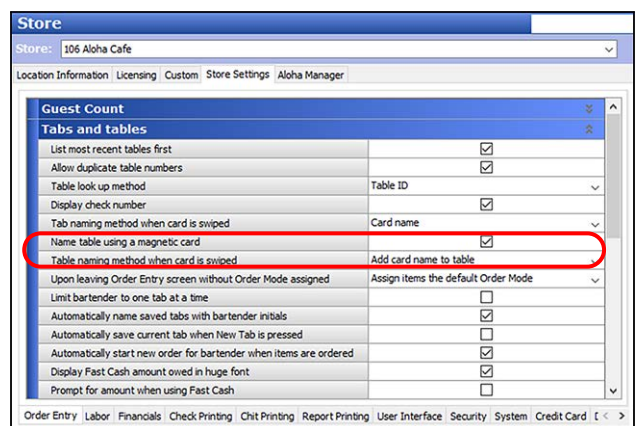 Store
Store: 106 Aloha Cafe
Location Information Licensing Custom Store Settings Aloha Manager
Guest Count
Tabs and tables
List most recent tables first
Allow duplicate table numbers
Table look up method Table ID
Display check number
Tab naming method when card is swiped Card name
Name table using a magnetic card
Table naming method when card is swiped Add card name to table
Upon leaving Order Entry screen without Order Mode assigned Assign items the default Order Mode
Limit bartender to one tab at a time
Automatically name saved tabs with bartender initials
Automatically save current tab when New Tab is pressed
Automatically start new order for bartender when items are ordered
Display Fast Cash amount owed in huge font
Prompt for amount when using Fast Cash
Order Entry Labor Financials Check Printing Chit Printing Report Printing User Interface Security System Credit Card